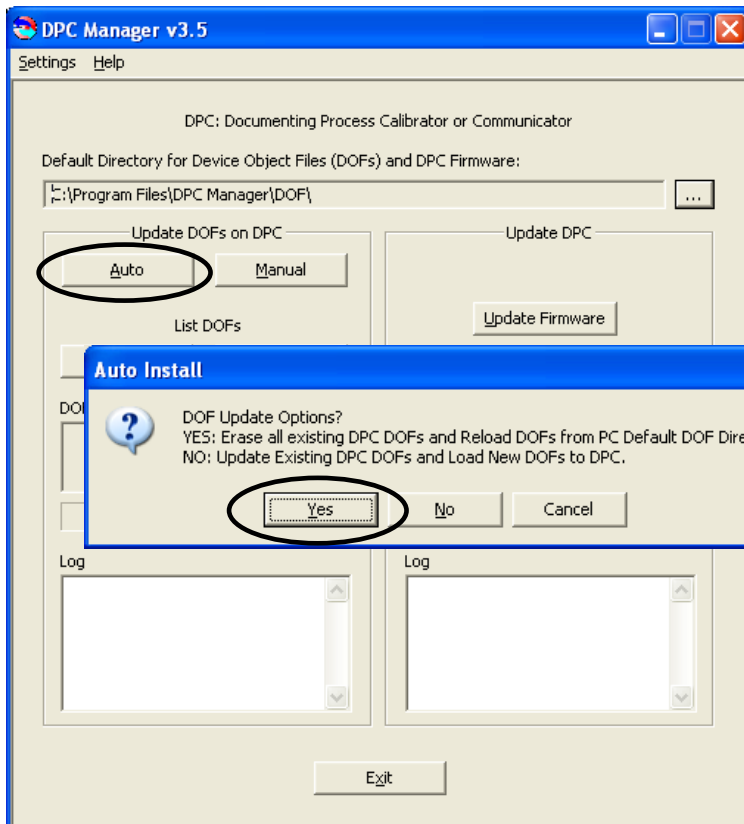 DPC Manager v3.5
Settings Help
DPC: Documenting Process Calibrator or Communicator
Default Directory for Device Object Files (DOFs) and DPC Firmware:
:\Program Files\DPC Manager\DOF\
...
Update DOFs on DPC
Update DPC
Auto
Manual
List DOFs
Update Firmware
Auto Install
DOF Update Options?
YES: Erase all existing DPC DOFs and Reload DOFs from PC Default DOF Dire
NO: Update Existing DPC DOFs and Load New DOFs to DPC.
Yes
No
Cancel
Log
Log
Exit